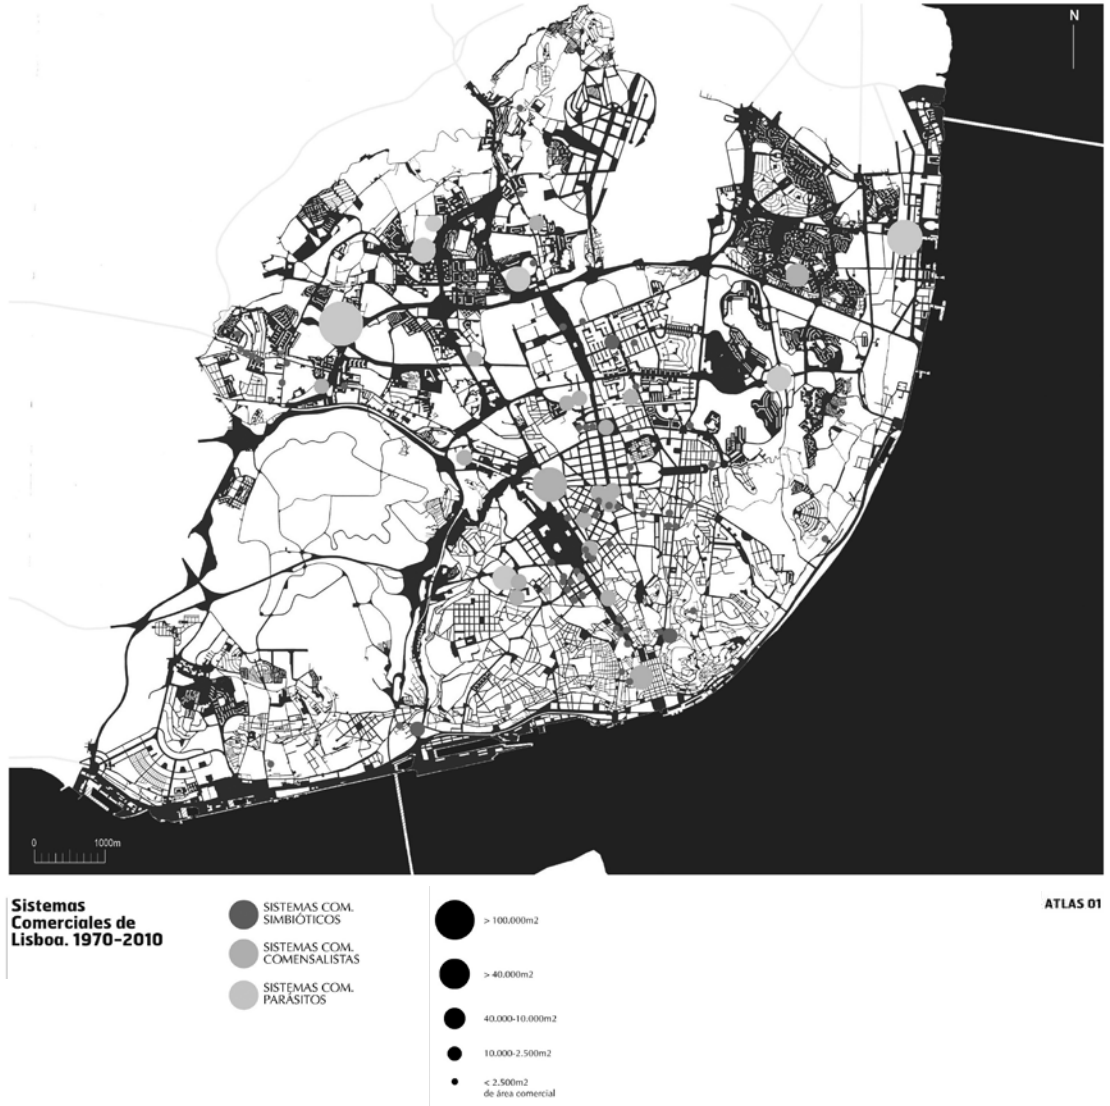 N
0 1000m
Sistemas
Comerciales de
Lisboa. 1970-2010
SISTEMAS COM.
SIMBIÓTICOS
SISTEMAS COM.
COMENSALISTAS
SISTEMAS COM.
PARÁSITOS
> 100.000m2
> 40.000m2
40.000-10.000m2
10.000-2.500m2
< 2.500m2
de área comercial
ATLAS 01